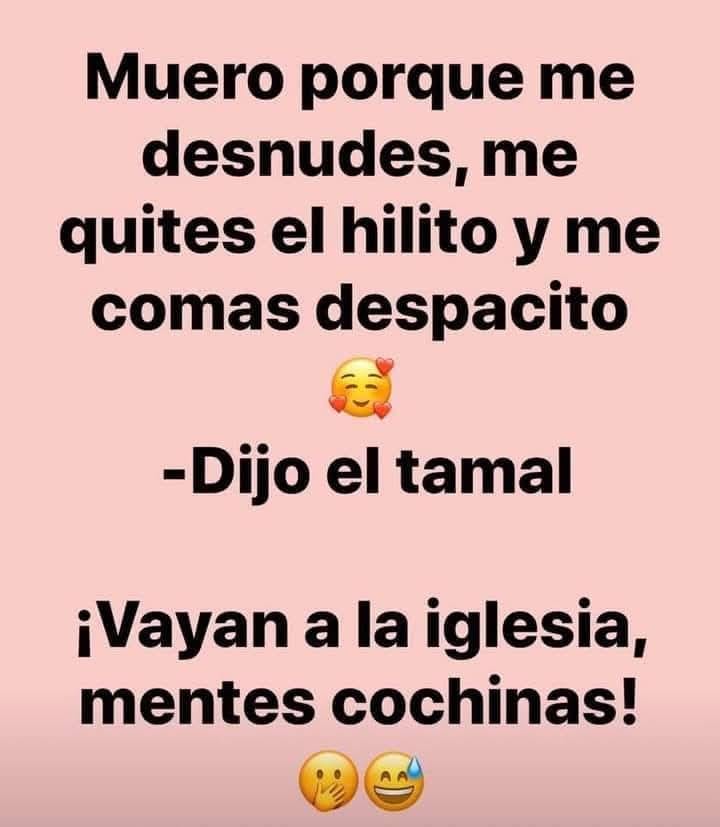 Muero porque me
desnudes, me
quites el hilito y me
comas despacito
🥰
-Dijo el tamal
¡Vayan a la iglesia,
mentes cochinas!
🤭😅